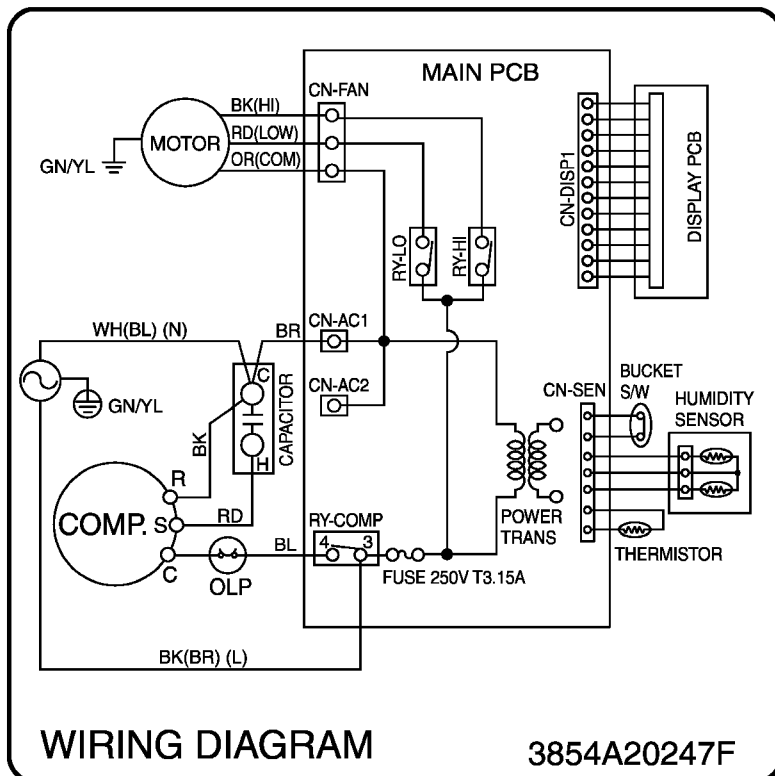 MAIN PCB
CN-FAN
BK(HI)
RD(LOW)
OR(COM)
MOTOR
GN/YL
CN-DISP1
DISPLAY PCB
RY-LO
RY-HI
WH(BL) (N)
BR
CN-AC1
CN-AC2
C
CAPACITOR
H
GN/YL
BK
CN-SEN
BUCKET
S/W
HUMIDITY
SENSOR
R
COMP.
S
RD
C
OLP
BL
RY-COMP
4
3
FUSE 250V T3.15A
POWER
TRANS
THERMISTOR
BK(BR) (L)
WIRING DIAGRAM
3854A20247F